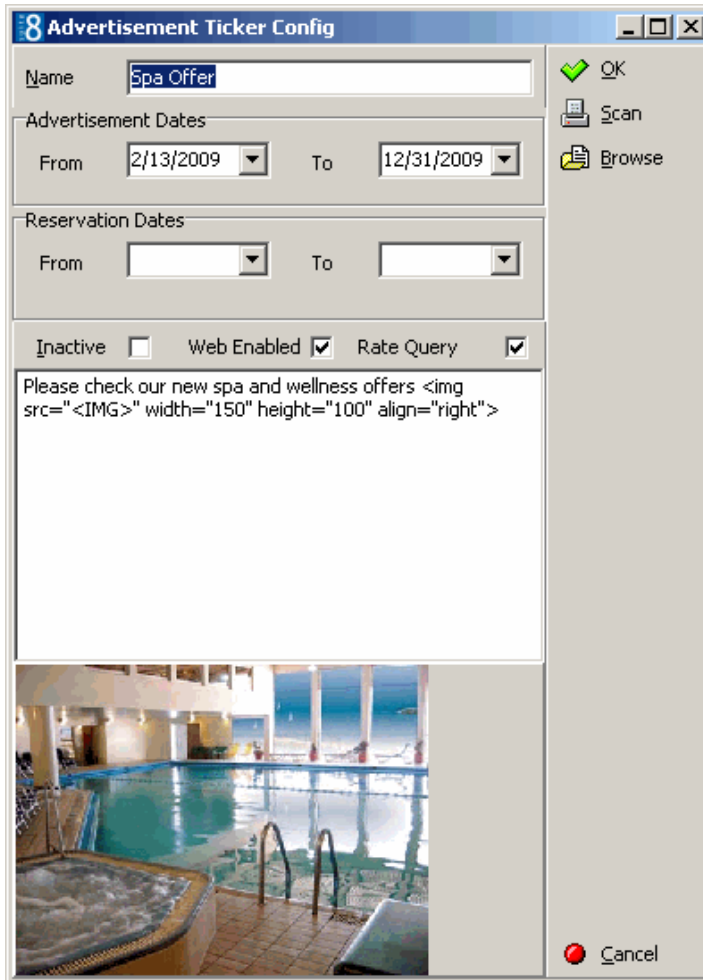 8 Advertisement Ticker Config
Name Spa Offer
OK
Scan
Browse
Advertisement Dates
From 2/13/2009 To 12/31/2009
Reservation Dates
From To
Inactive Web Enabled Rate Query
Please check our new spa and wellness offers <img
src="<IMG>" width="150" height="100" align="right">
Cancel